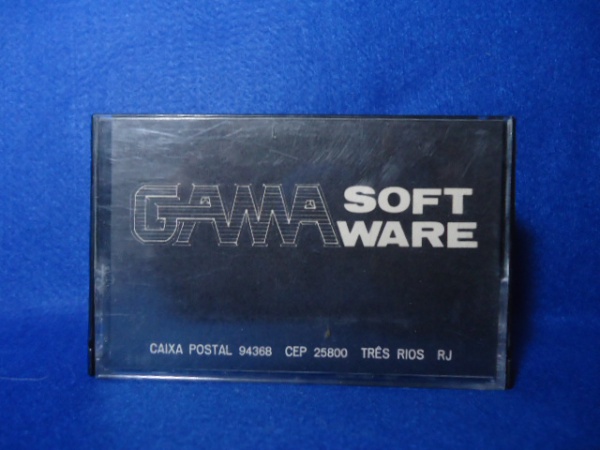 GAMA SOFT
WARE
CAIXA POSTAL 94368 CEP 25800 TRÊS RIOS RJ